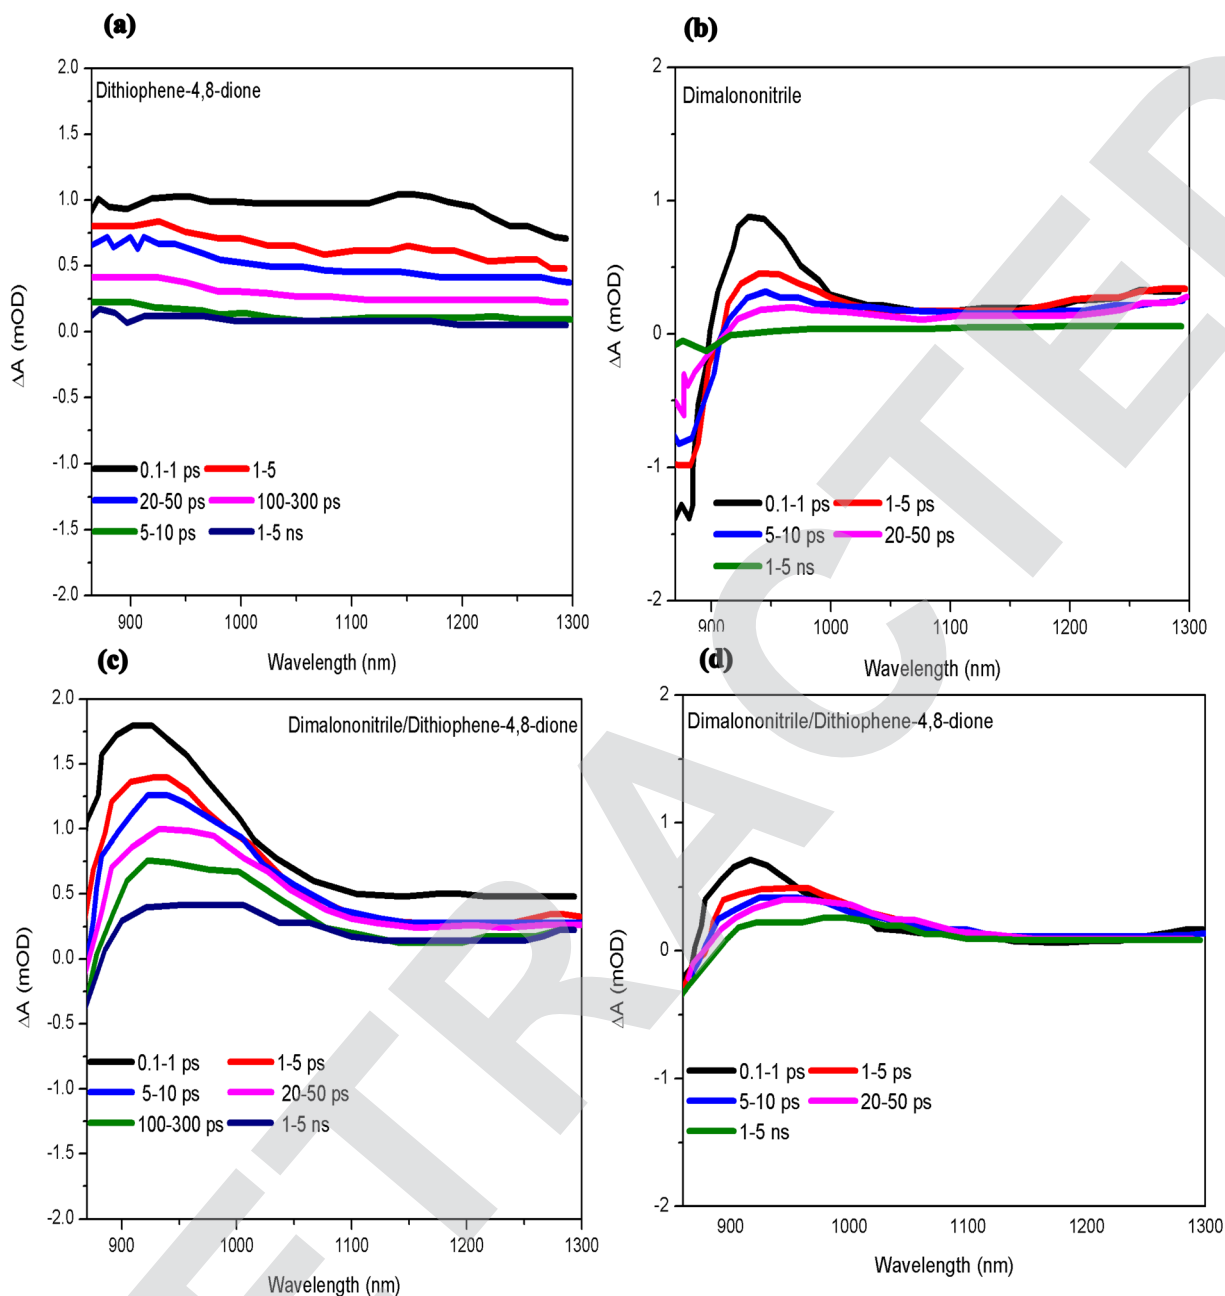 (a)
2.0
Dithiophene-4,8-dione
1.5
1.0
0.5
0.0
-0.5
-1.0
-1.5
-2.0
ΔA (mOD)
0.1-1 ps 1-5
20-50 ps 100-300 ps
5-10 ps 1-5 ns
900 1000 1100 1200 1300
Wavelength (nm)
(b)
2
Dimalononitrile
1
0
-1
-2
ΔA (mOD)
0.1-1 ps 1-5 ps
5-10 ps 20-50 ps
1-5 ns
900 1000 1100 1200 1300
Wavelength (nm)
(c)
2.0
Dimalononitrile/Dithiophene-4,8-dione
1.5
1.0
0.5
0.0
-0.5
-1.0
-1.5
-2.0
ΔA (mOD)
0.1-1 ps 1-5 ps
5-10 ps 20-50 ps
100-300 ps 1-5 ns
900 1000 1100 1200 1300
Wavelength (nm)
(d)
2
Dimalononitrile/Dithiophene-4,8-dione
1
0
-1
-2
ΔA (mOD)
0.1-1 ps 1-5 ps
5-10 ps 20-50 ps
1-5 ns
900 1000 1100 1200 1300
Wavelength (nm)
ETRACTED